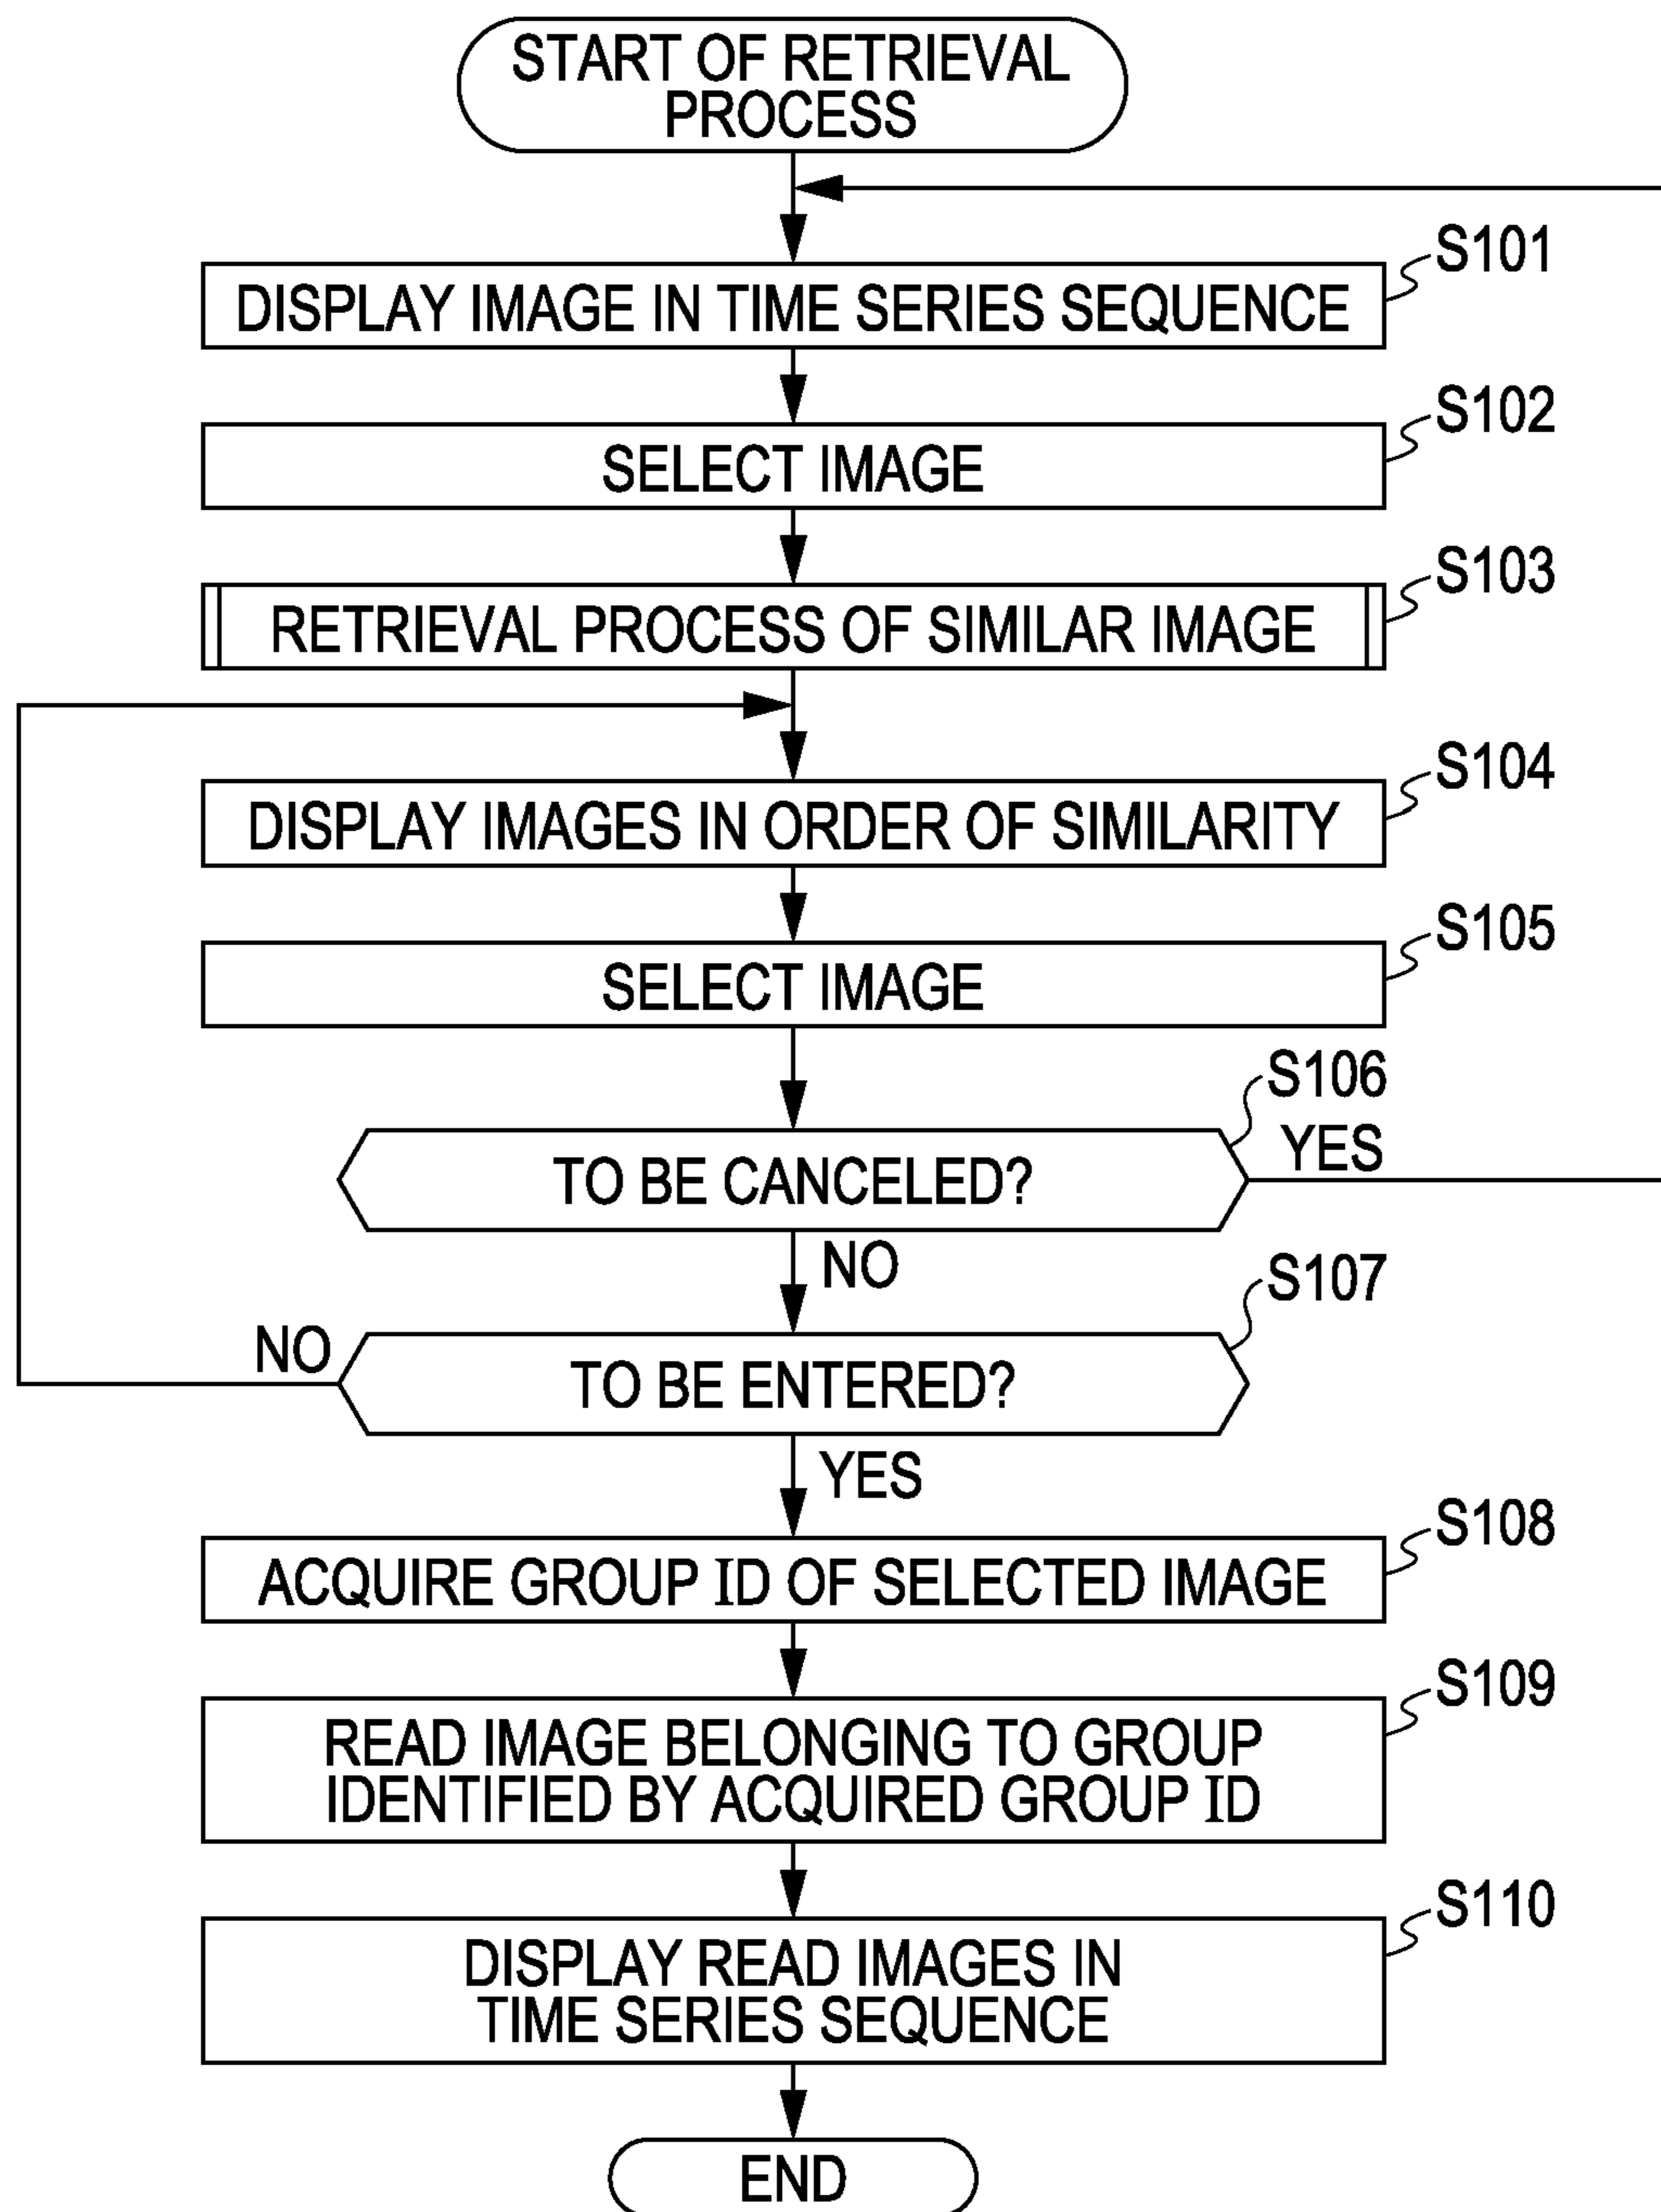 START OF RETRIEVAL
PROCESS
S101
DISPLAY IMAGE IN TIME SERIES SEQUENCE
S102
SELECT IMAGE
S103
RETRIEVAL PROCESS OF SIMILAR IMAGE
S104
DISPLAY IMAGES IN ORDER OF SIMILARITY
S105
SELECT IMAGE
S106
YES
TO BE CANCELED?
NO
S107
NO
TO BE ENTERED?
YES
S108
ACQUIRE GROUP ID OF SELECTED IMAGE
S109
READ IMAGE BELONGING TO GROUP
IDENTIFIED BY ACQUIRED GROUP ID
S110
DISPLAY READ IMAGES IN
TIME SERIES SEQUENCE
END